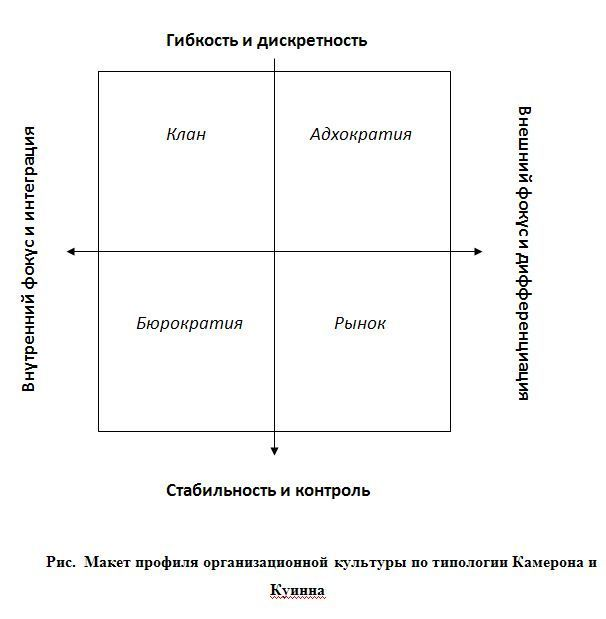 Гибкость и дискретность
Клан
Адхократия
Внутренний фокус и интеграция
Внешний фокус и дифференциация
Бюрократия
Рынок
Стабильность и контроль
Рис. Макет профиля организационной культуры по типологии Камерона и
Куинна